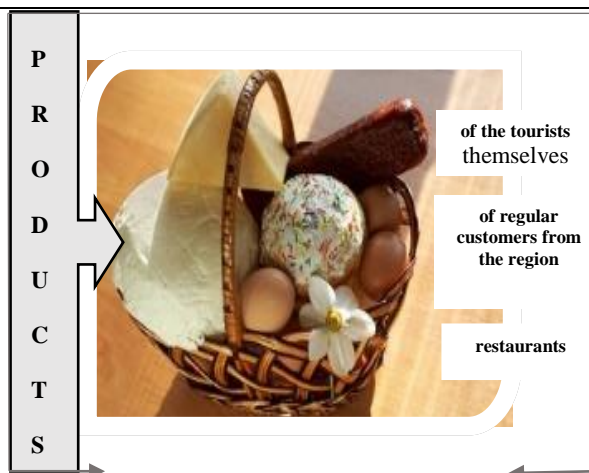 P
R
O
D
U
C
T
S
of the tourists
themselves
of regular
customers from
the region
restaurants